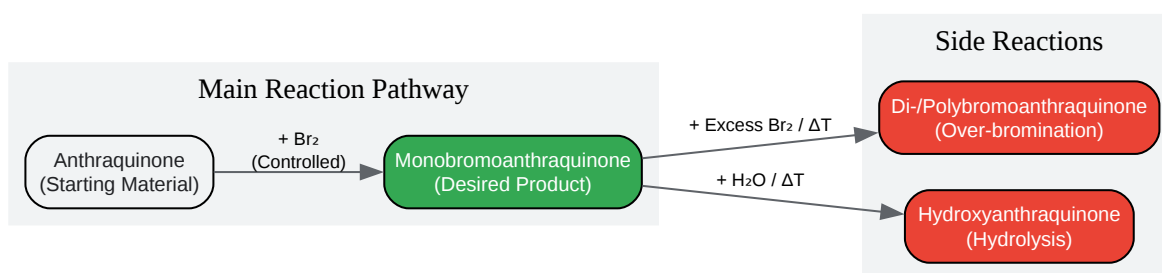 Side Reactions
Main Reaction Pathway
Anthraquinone
(Starting Material)
+ Br₂
(Controlled)
Monobromoanthraquinone
(Desired Product)
+ Excess Br₂ / ΔT
+ H₂O / ΔT
Di-/Polybromoanthraquinone
(Over-bromination)
Hydroxyanthraquinone
(Hydrolysis)